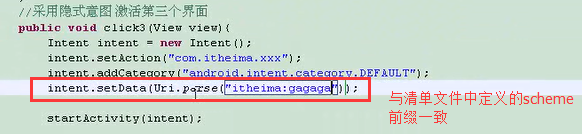 //采用隐式意图 激活第三个界面
public void click3(View view){
Intent intent = new Intent();
intent.setAction("com.itheima.xxx");
intent.addCategory("android.intent.category.DEFAULT");
intent.setData(Uri.parse("itheima:gagaga"));
与清单文件中定义的scheme
前缀一致
startActivity(intent);